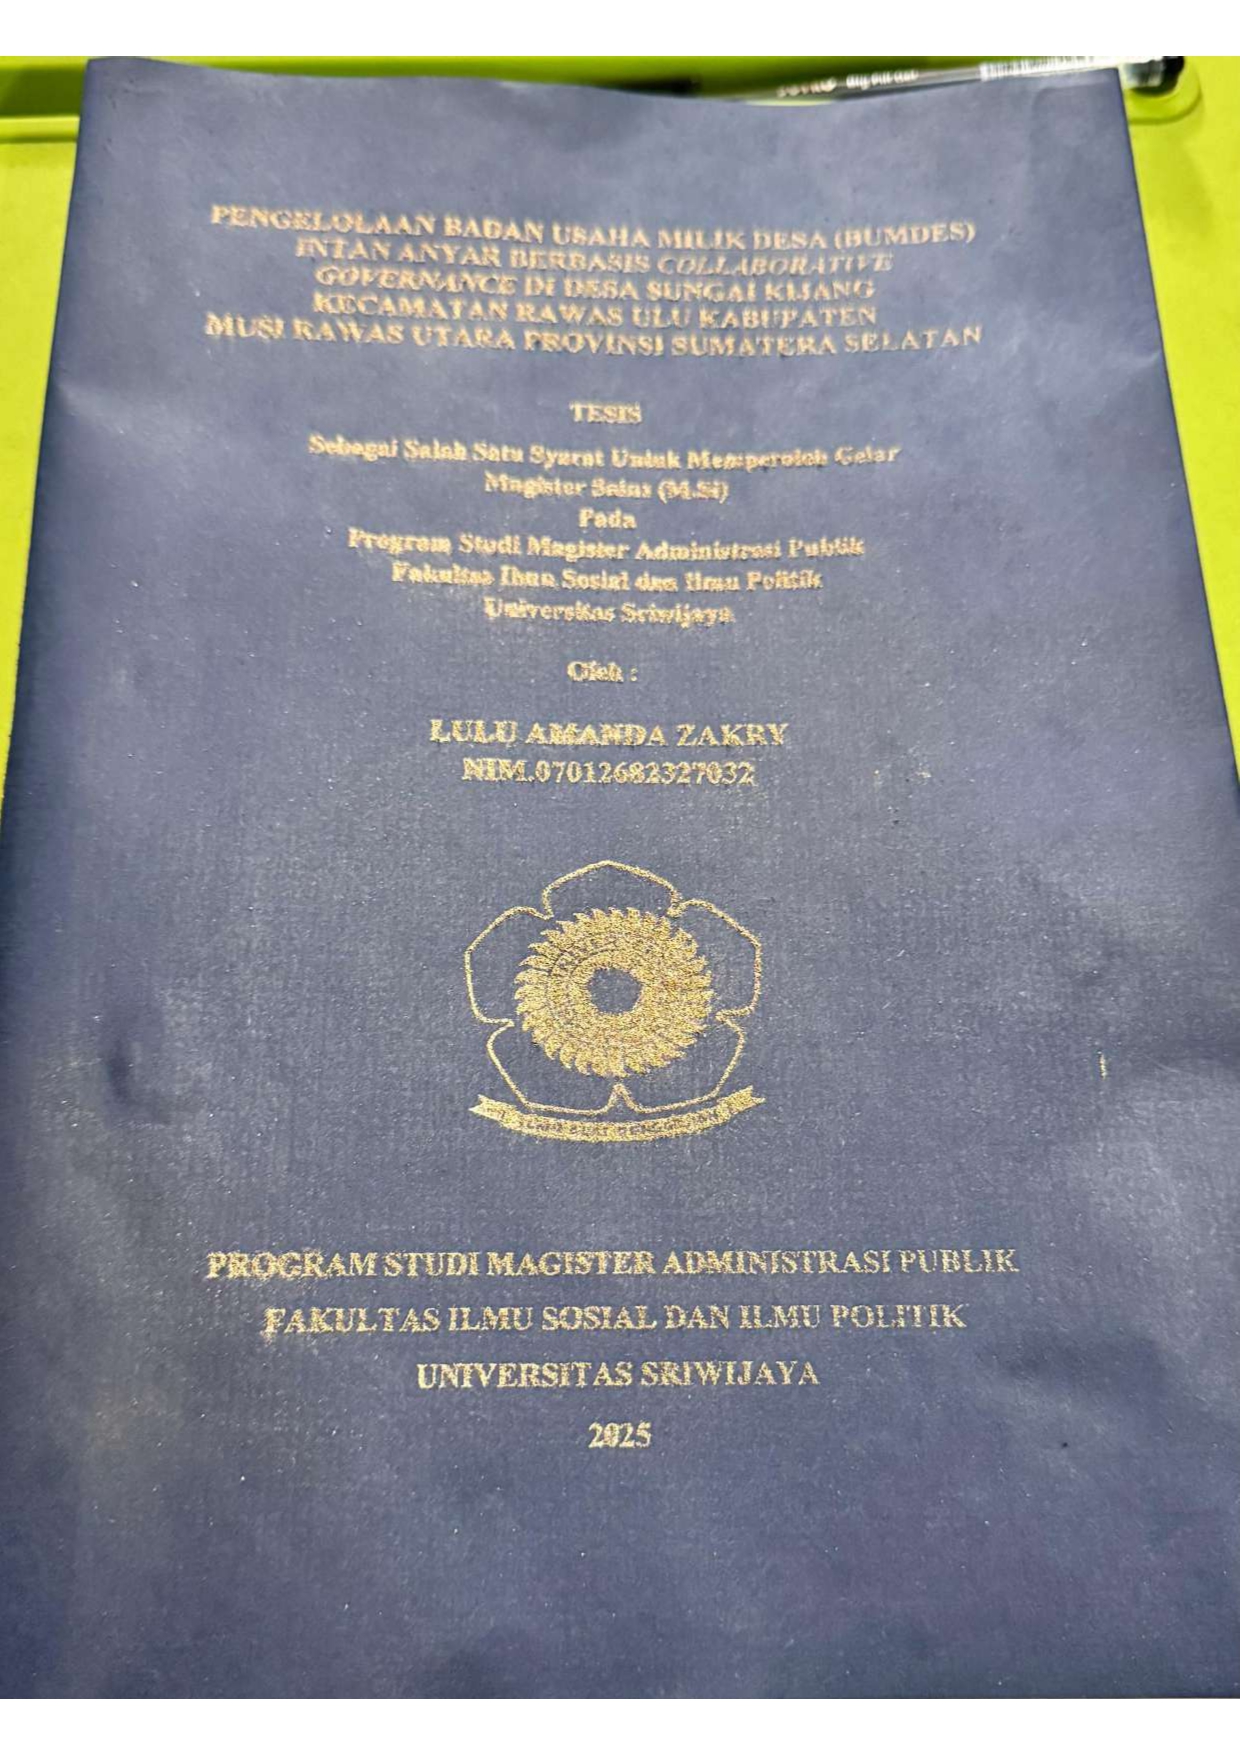 PENGELOLAAN BADAN USAHA MILIK DESA (BUMDES)
INTAN ANYAR BERBASIS COLLABORATIVE
GOVERNANCE DI DESA SUNGAI KIJANG
KECAMATAN RAWAS ULU KABUPATEN
MUSI RAWAS UTARA PROVINSI SUMATERA SELATAN
TESIS
Sebagai Salah Satu Syarat Untuk Memperoleh Gelar
Magister Sains (M.Si)
Pada
Program Studi Magister Administrasi Publik
Fakultas Ilmu Sosial dan Ilmu Politik
Universitas Sriwijaya
Oleh :
LULU AMANDA ZAKRY
NIM.07012682327032
PROGRAM STUDI MAGISTER ADMINISTRASI PUBLIK
FAKULTAS ILMU SOSIAL DAN ILMU POLITIK
UNIVERSITAS SRIWIJAYA
2025